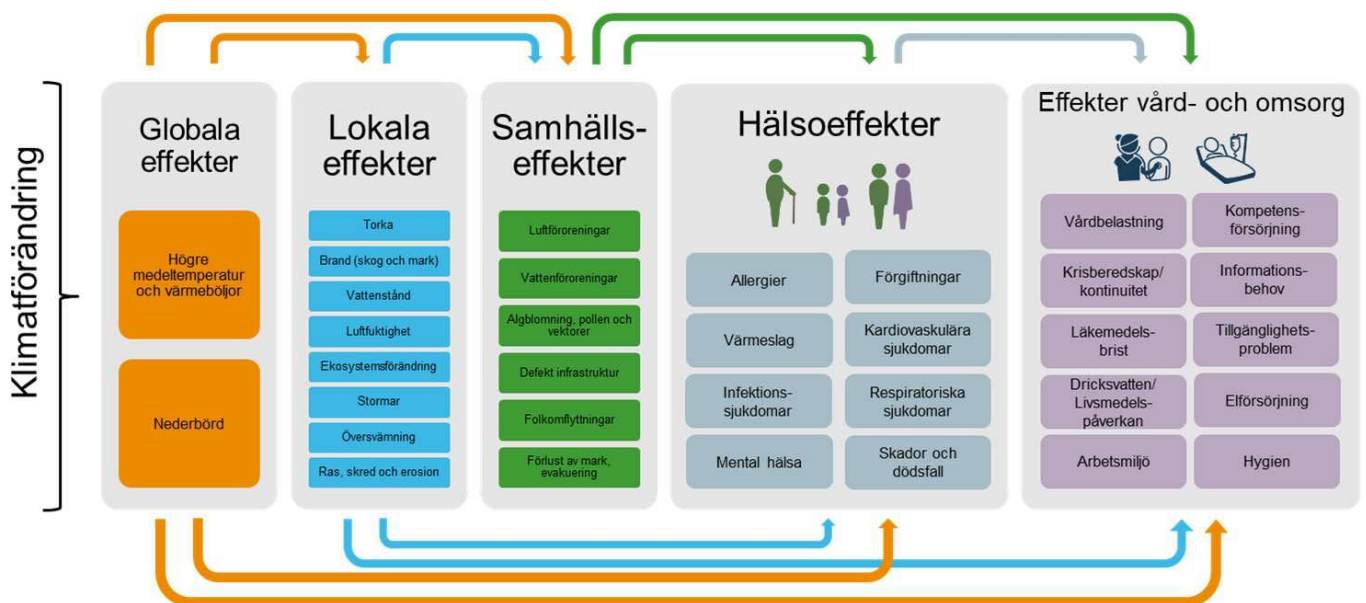 Klimatförändring
Globala
effekter
Högre
medeltemperatur
och värmeböljor
Nederbörd
Lokala
effekter
Torka
Brand (skog och mark)
Vattenstånd
Luftfuktighet
Ekosystemsförändring
Stormar
Översvämning
Ras, skred och erosion
Samhälls-
effekter
Luftföroreningar
Vattenföroreningar
Algblomning, pollen och
vektorer
Defekt infrastruktur
Folkomflyttningar
Förlust av mark,
evakuering
Hälsoeffekter
Allergier
Förgiftningar
Värmeslag
Kardiovaskulära
sjukdomar
Infektions-
sjukdomar
Respiratoriska
sjukdomar
Mental hälsa
Skador och
dödsfall
Effekter vård- och omsorg
Vårdbelastning
Kompetens-
försörjning
Krisberedskap/
kontinuitet
Informations-
behov
Läkemedels-
brist
Tillgänglighets-
problem
Dricksvatten/
Livsmedels-
påverkan
Elförsörjning
Arbetsmiljö
Hygien